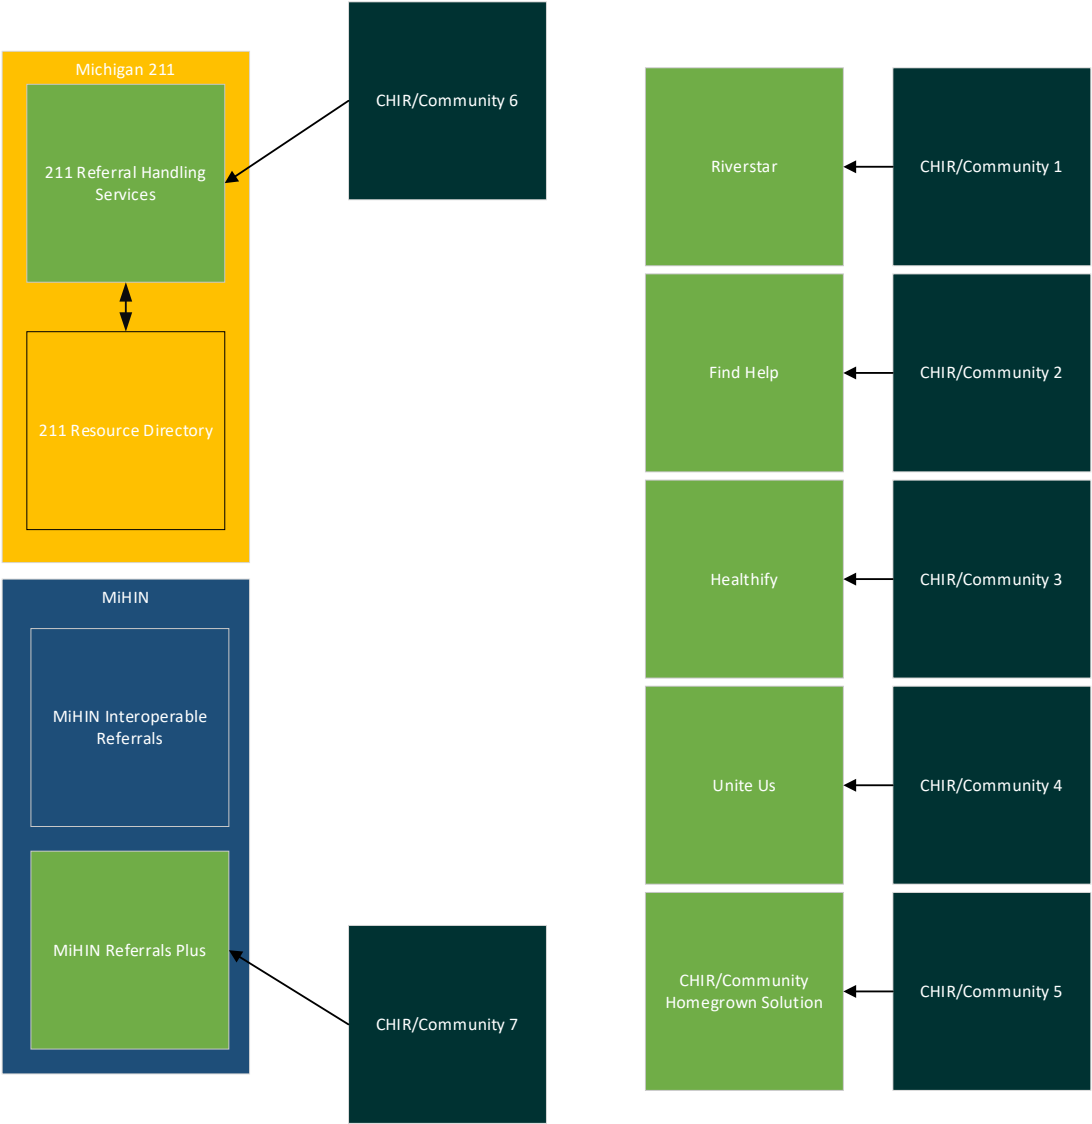 Michigan 211
211 Referral Handling
Services
211 Resource Directory
MiHIN
MiHIN Interoperable
Referrals
MiHIN Referrals Plus
CHIR/Community 6
CHIR/Community 7
Riverstar
CHIR/Community 1
Find Help
CHIR/Community 2
Healthify
CHIR/Community 3
Unite Us
CHIR/Community 4
CHIR/Community
Homegrown Solution
CHIR/Community 5